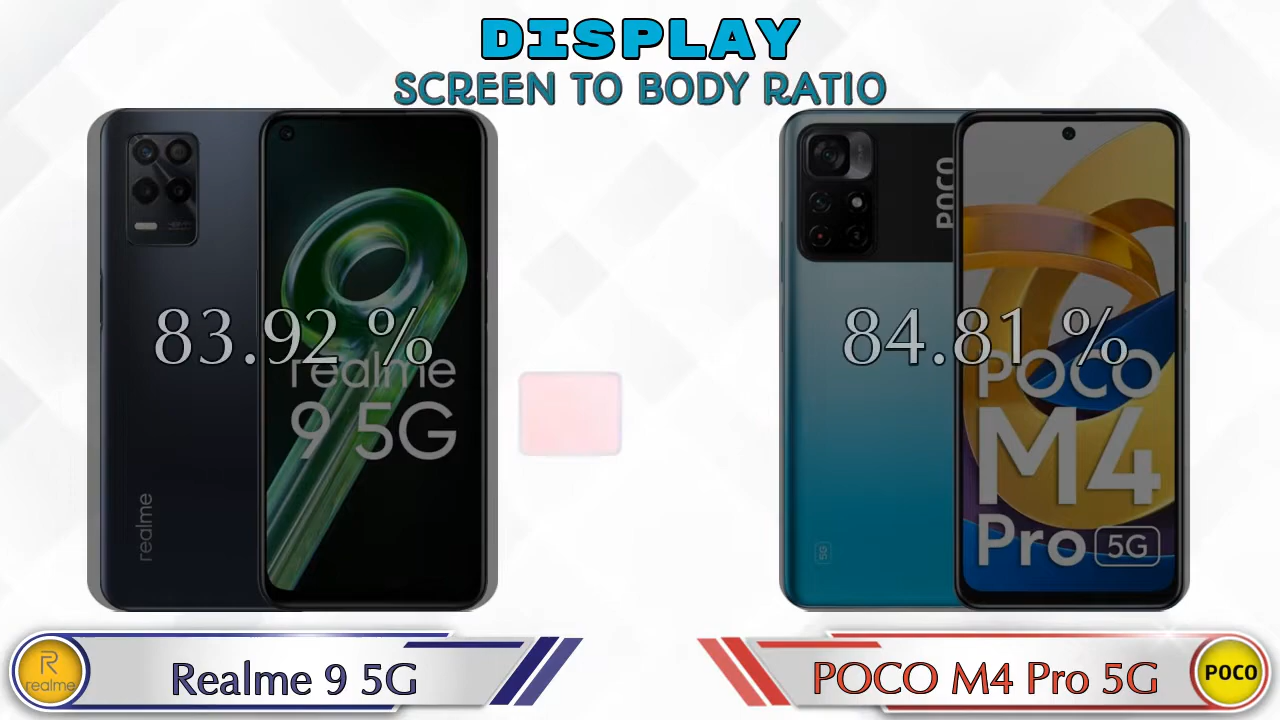 DISPLAY
SCREEN TO BODY RATIO
83.92 %
realme
9 5G
realme
84.81 %
POCO
POCO
M4
Pro 5G
5G
R
realme
Realme 9 5G
POCO M4 Pro 5G
POCO